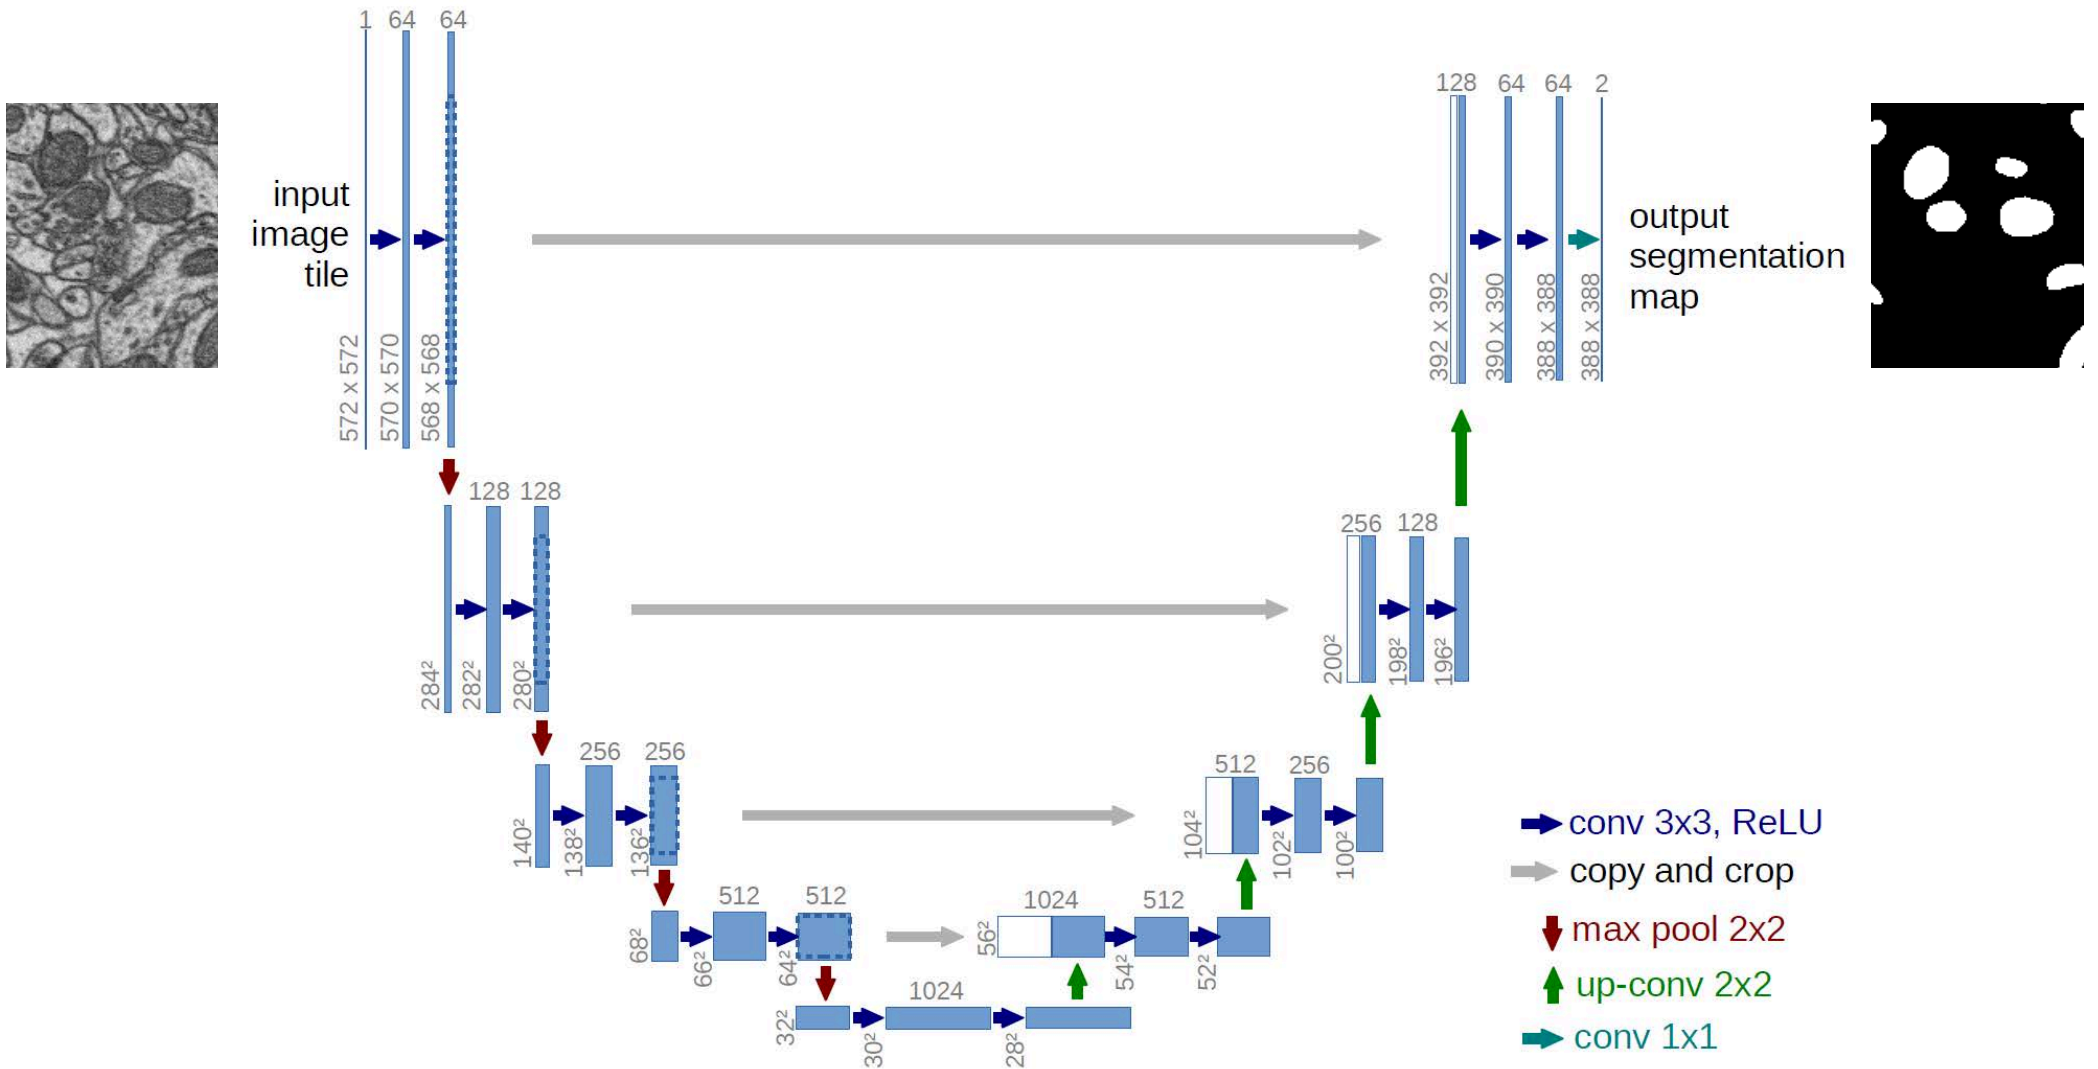 1 64 64
128 64 64 2
input
image
tile
output
segmentation
map
572 x 572
570 x 570
568 x 568
392 x 392
390 x 390
388 x 388
388 x 388
128 128
256 128
284²
282²
280²
200²
198²
196²
256 256
512 256
140²
138²
136²
104²
102²
100²
512 512
1024 512
68²
66²
64²
56²
54²
52²
1024
32²
30²
28²
conv 3x3, ReLU
copy and crop
max pool 2x2
up-conv 2x2
conv 1x1